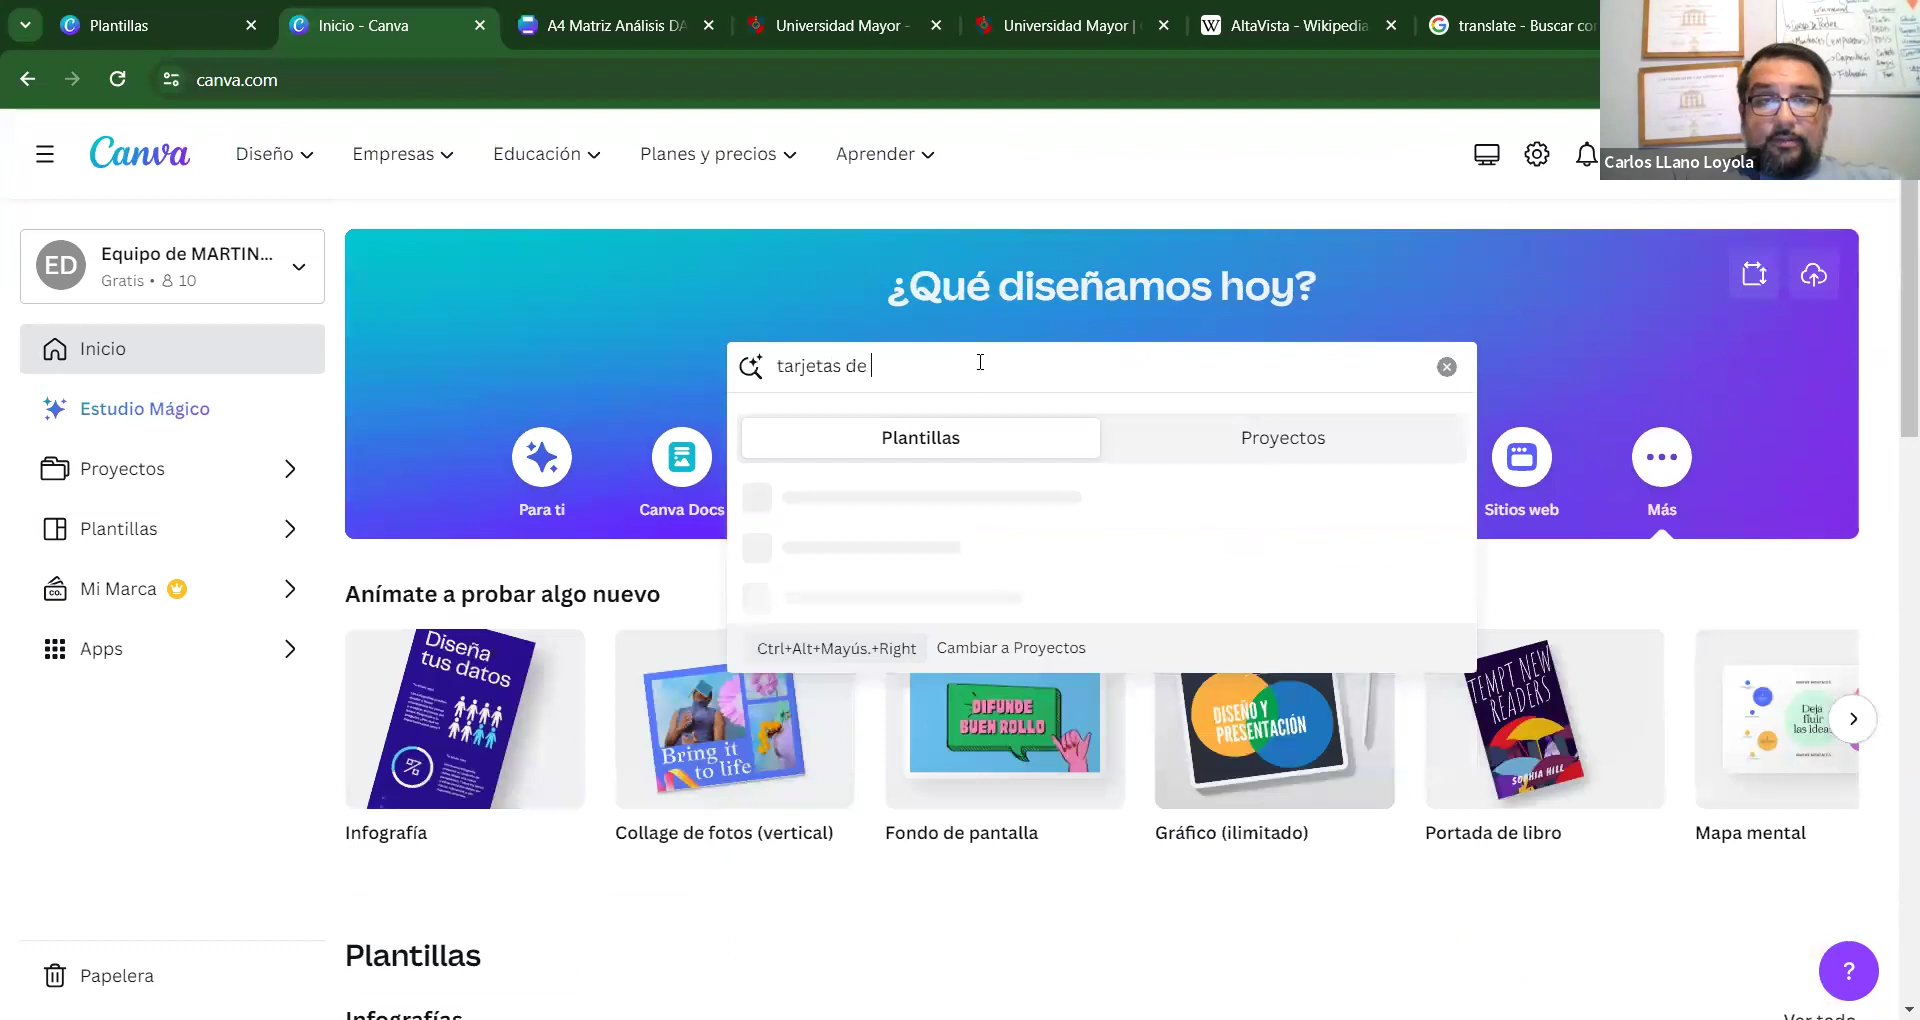 Plantillas
Inicio - Canva
A4 Matriz Análisis DA
Universidad Mayor -
Universidad Mayor |
AltaVista - Wikipedia
translate - Buscar co
canva.com
Carlos LLano Loyola
Canva
Diseño
Empresas
Educación
Planes y precios
Aprender
ED
Equipo de MARTIN...
Gratis • 10
¿Qué diseñamos hoy?
tarjetas de
Plantillas
Proyectos
Ctrl+Alt+Mayús.+Right
Cambiar a Proyectos
Para ti
Canva Docs
Sitios web
Más
Inicio
Estudio Mágico
Proyectos
Plantillas
Mi Marca
Apps
Papelera
Anímate a probar algo nuevo
Diseña
tus datos
%
Bring it
to life
DIFUNDE
BUEN ROLLO
DISEÑO Y
PRESENTACIÓN
TEMPT NEW
READERS
SOPHIA HILL
Deja
fluir
las ideas
Infografía
Collage de fotos (vertical)
Fondo de pantalla
Gráfico (ilimitado)
Portada de libro
Mapa mental
Plantillas
Infografías
Ver todo
?